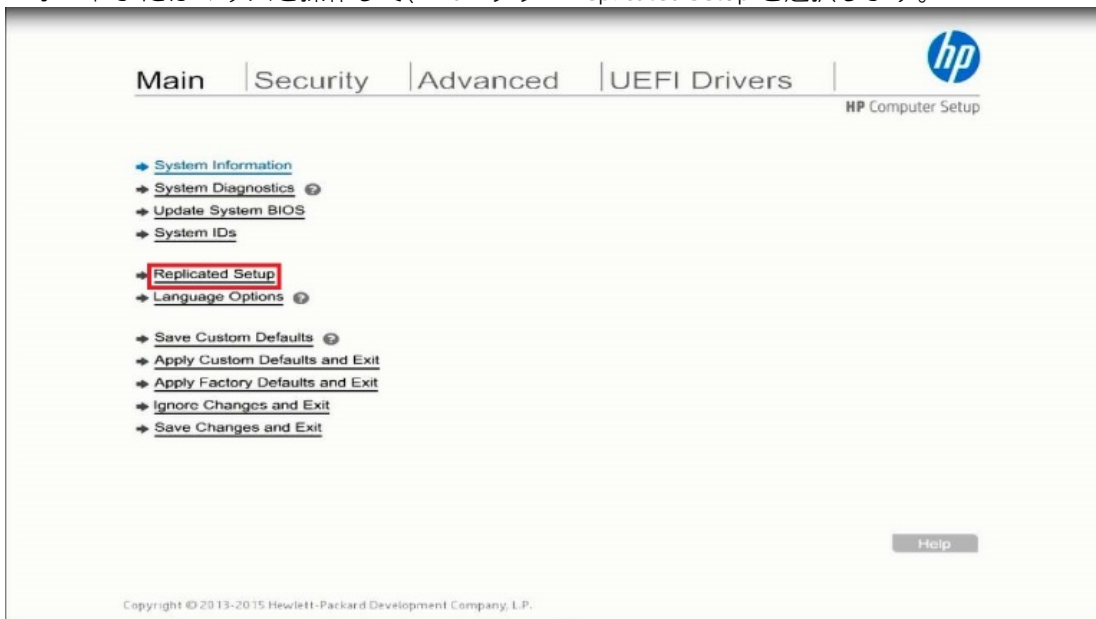 Main
Security
Advanced
UEFI Drivers
hp
HP Computer Setup
System Information
System Diagnostics
Update System BIOS
System IDs
Replicated Setup
Language Options
Save Custom Defaults
Apply Custom Defaults and Exit
Apply Factory Defaults and Exit
Ignore Changes and Exit
Save Changes and Exit
Help
Copyright © 2013-2015 Hewlett-Packard Development Company, L.P.